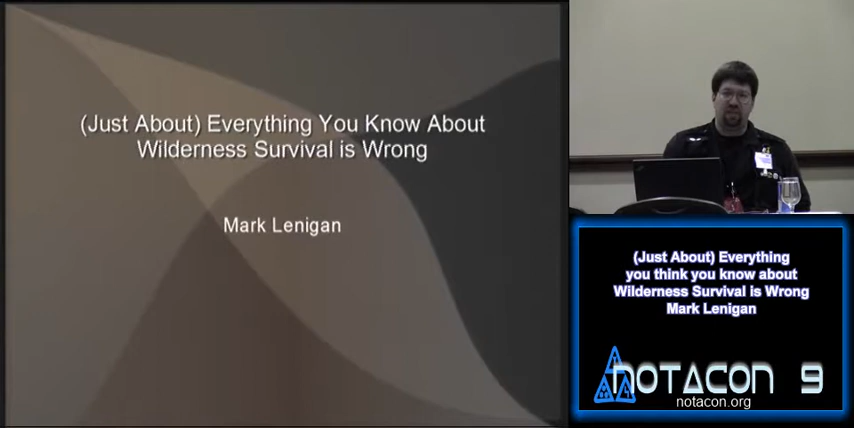 (Just About) Everything You Know About
Wilderness Survival is Wrong
Mark Lenigan
(Just About) Everything
you think you know about
Wilderness Survival is Wrong
Mark Lenigan
NOTACON 9
notacon.org